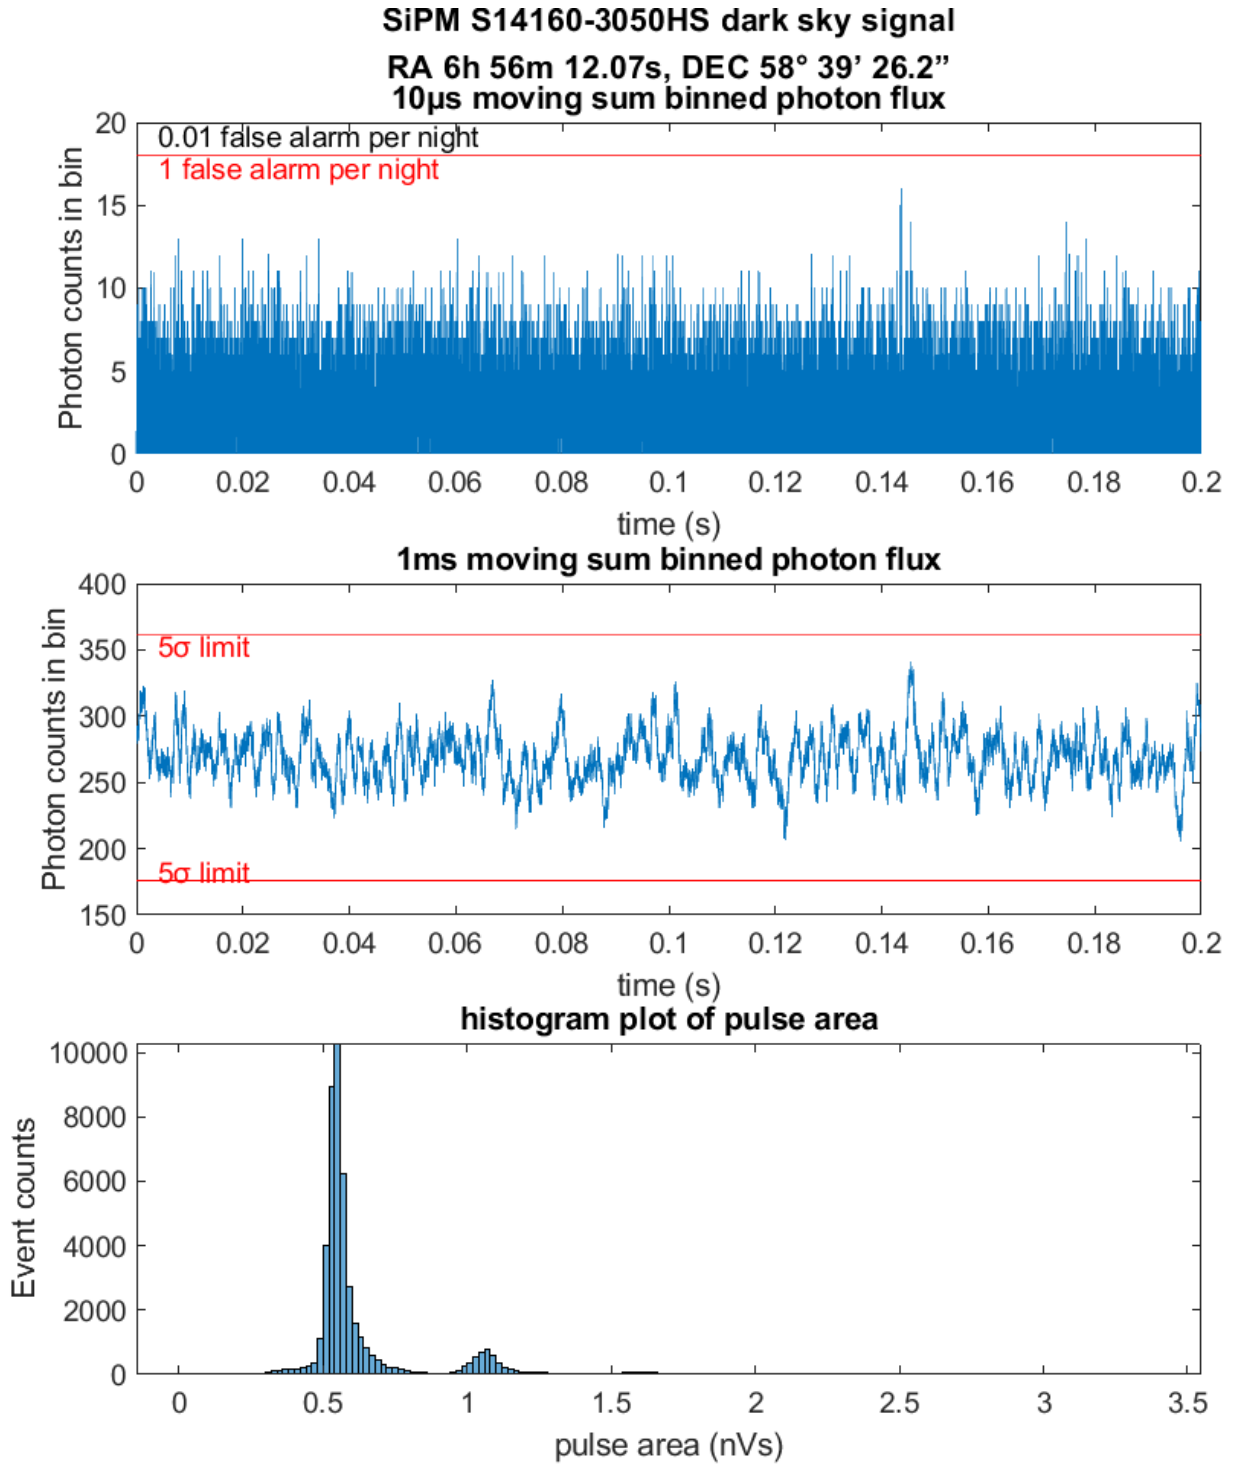 SiPM S14160-3050HS dark sky signal
RA 6h 56m 12.07s, DEC 58° 39’ 26.2”
10µs moving sum binned photon flux
Photon counts in bin
20
15
10
5
0
0.01 false alarm per night
1 false alarm per night
0 0.02 0.04 0.06 0.08 0.1 0.12 0.14 0.16 0.18 0.2
time (s)
1ms moving sum binned photon flux
Photon counts in bin
400
350
300
250
200
150
5σ limit
5σ limit
0 0.02 0.04 0.06 0.08 0.1 0.12 0.14 0.16 0.18 0.2
time (s)
histogram plot of pulse area
Event counts
10000
8000
6000
4000
2000
0
0 0.5 1 1.5 2 2.5 3 3.5
pulse area (nVs)